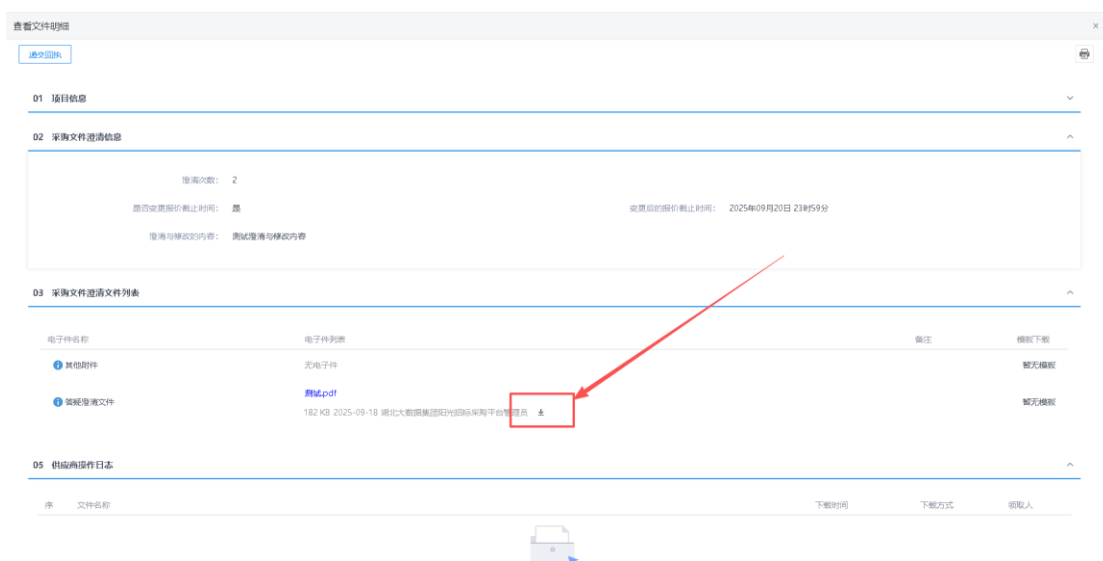 查看文件明细
×
递交回执
01 项目信息
02 采购文件澄清信息
澄清次数： 2
是否变更报价截止时间： 是 变更后的报价截止时间： 2025年09月20日 23时59分
澄清与修改的内容： 测试澄清与修改内容
03 采购文件澄清文件列表
电子件名称 电子件列表 备注 模板下载
其他附件 无电子件 暂无模板
答疑澄清文件 测试.pdf 暂无模板
182 KB 2025-09-18 湖北大数据集团阳光招标采购平台管理员
05 供应商操作日志
序 文件名称 下载时间 下载方式 领取人